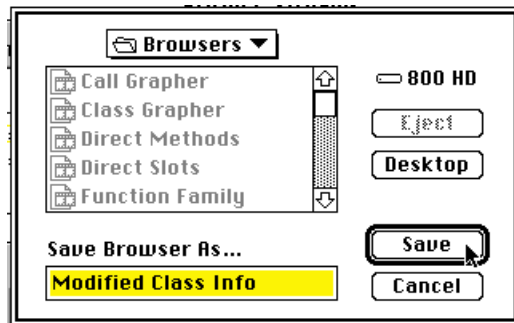 Browsers
Call Grapher
Class Grapher
Direct Methods
Direct Slots
Function Family
800 HD
Eject
Desktop
Save Browser As...
Modified Class Info
Save
Cancel